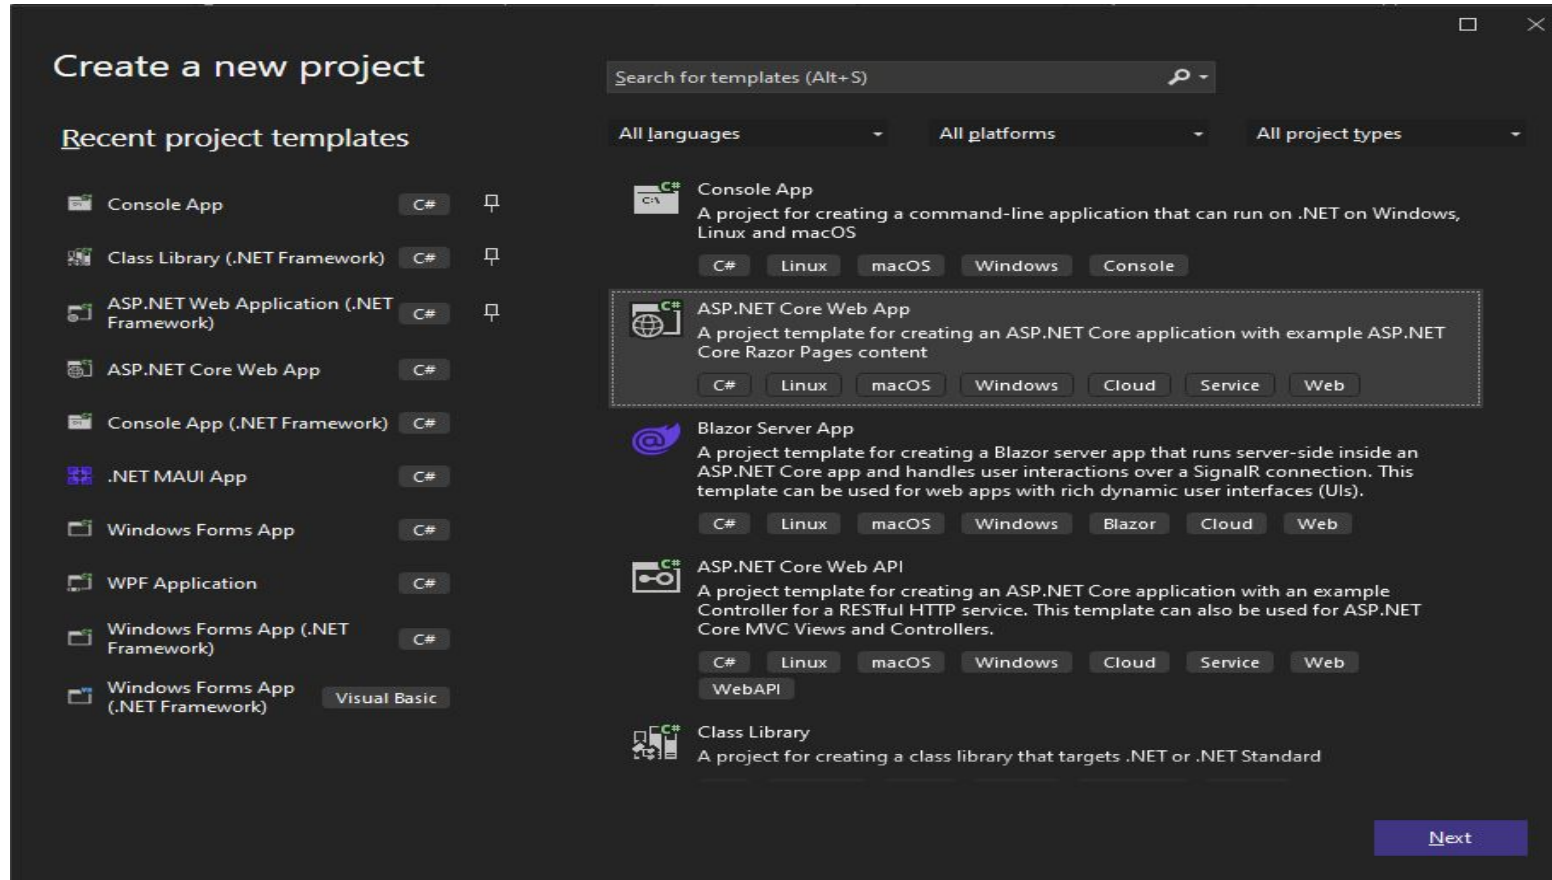 Create a new project
Search for templates (Alt+S)
Recent project templates
All languages
All platforms
All project types
Console App
C#
Class Library (.NET Framework)
C#
ASP.NET Web Application (.NET
Framework)
C#
ASP.NET Core Web App
C#
Console App (.NET Framework)
C#
.NET MAUI App
C#
Windows Forms App
C#
WPF Application
C#
Windows Forms App (.NET
Framework)
C#
Windows Forms App
(.NET Framework)
Visual Basic
Console App
A project for creating a command-line application that can run on .NET on Windows,
Linux and macOS
C# Linux macOS Windows Console
ASP.NET Core Web App
A project template for creating an ASP.NET Core application with example ASP.NET
Core Razor Pages content
C# Linux macOS Windows Cloud Service Web
Blazor Server App
A project template for creating a Blazor server app that runs server-side inside an
ASP.NET Core app and handles user interactions over a SignalR connection. This
template can be used for web apps with rich dynamic user interfaces (UIs).
C# Linux macOS Windows Blazor Cloud Web
ASP.NET Core Web API
A project template for creating an ASP.NET Core application with an example
Controller for a RESTful HTTP service. This template can also be used for ASP.NET
Core MVC Views and Controllers.
C# Linux macOS Windows Cloud Service Web
WebAPI
Class Library
A project for creating a class library that targets .NET or .NET Standard
Next